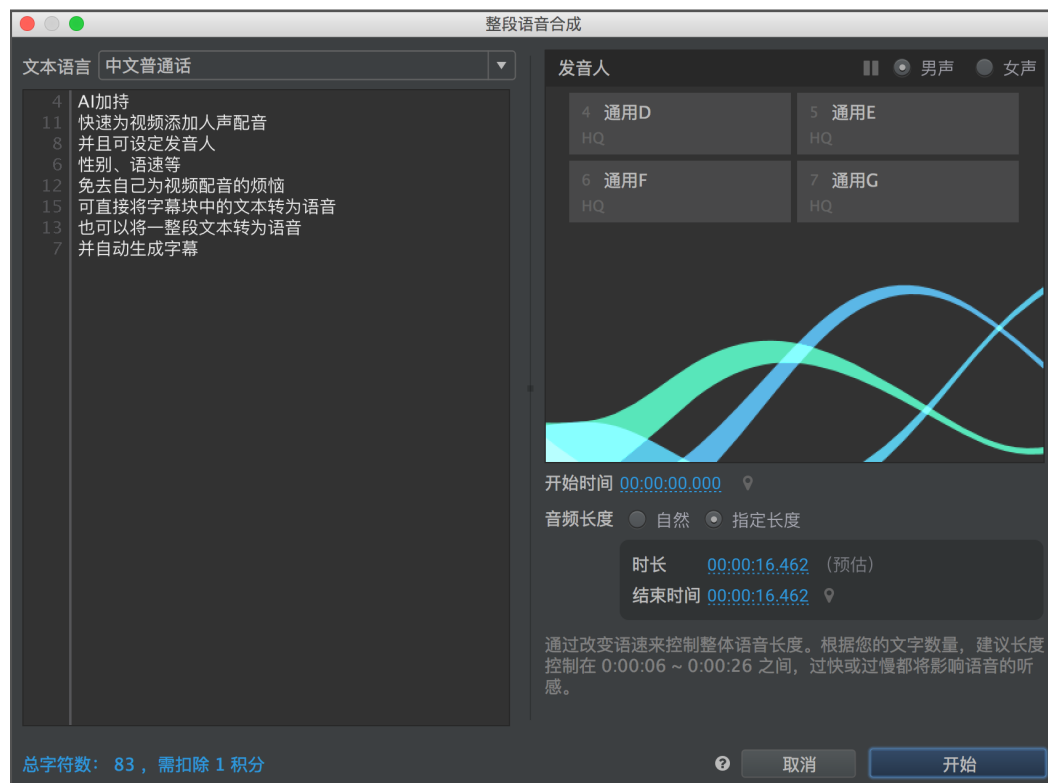 整段语音合成
文本语言 中文普通话
4 AI加持
11 快速为视频添加人声配音
8 并且可设定发音人
6 性别、语速等
12 免去自己为视频配音的烦恼
15 可直接将字幕块中的文本转为语音
13 也可以将一整段文本转为语音
7 并自动生成字幕
总字符数： 83 ，需扣除 1 积分
发音人 男声 女声
4 通用D 5 通用E
HQ HQ
6 通用F 7 通用G
HQ HQ
开始时间 00:00:00.000
音频长度 自然 指定长度
时长 00:00:16.462 （预估）
结束时间 00:00:16.462
通过改变语速来控制整体语音长度。根据您的文字数量，建议长度
控制在 0:00:06 ~ 0:00:26 之间，过快或过慢都将影响语音的听
感。
? 取消 开始